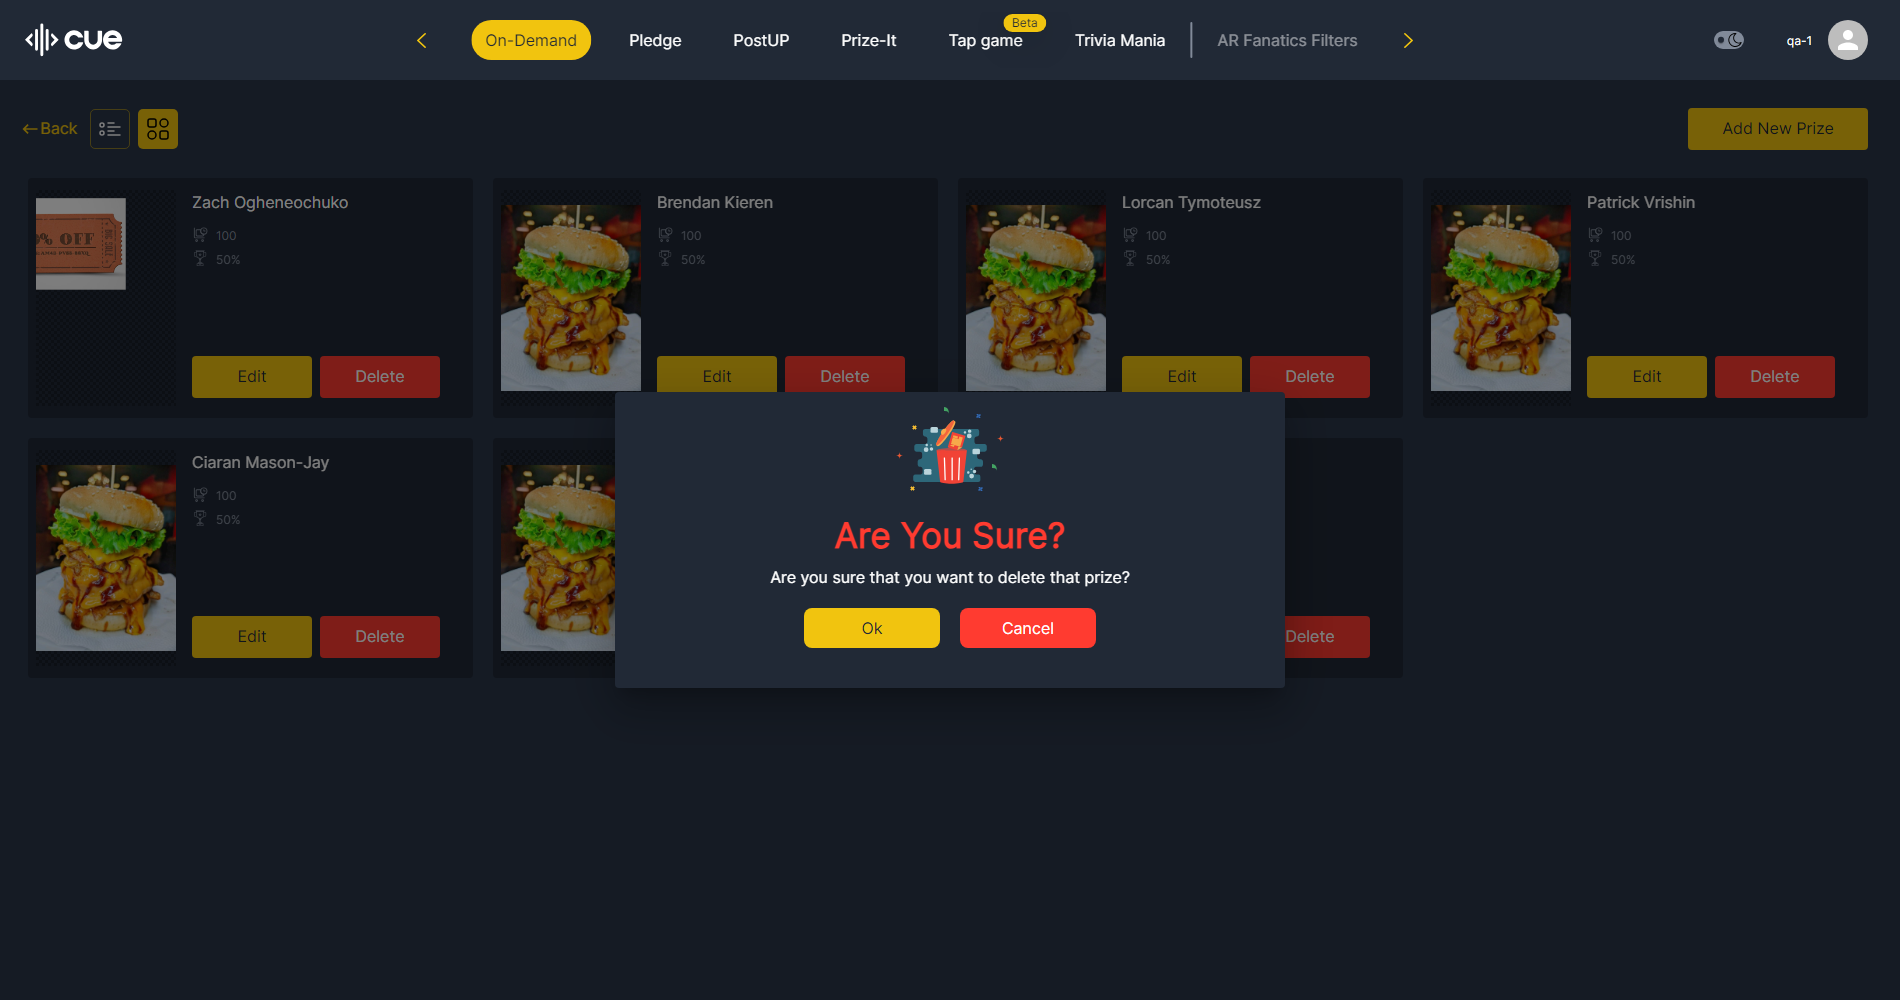 cue
On-Demand
Pledge
PostUP
Prize-It
Tap game
Beta
Trivia Mania
AR Fanatics Filters
qa-1
Back
Add New Prize
Zach Ogheneochuko
100
50%
% OFF
Edit
Delete
Brendan Kieren
100
50%
Edit
Delete
Lorcan Tymoteusz
100
50%
Edit
Delete
Patrick Vrishin
100
50%
Edit
Delete
Ciaran Mason-Jay
100
50%
Edit
Delete
Delete
Are You Sure?
Are you sure that you want to delete that prize?
Ok
Cancel